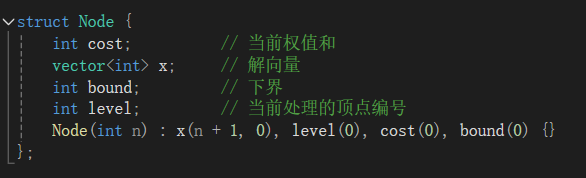 struct Node {
    int cost;           // 当前权值和
    vector<int> x;      // 解向量
    int bound;          // 下界
    int level;          // 当前处理的顶点编号
    Node(int n) : x(n + 1, 0), level(0), cost(0), bound(0) {}
};